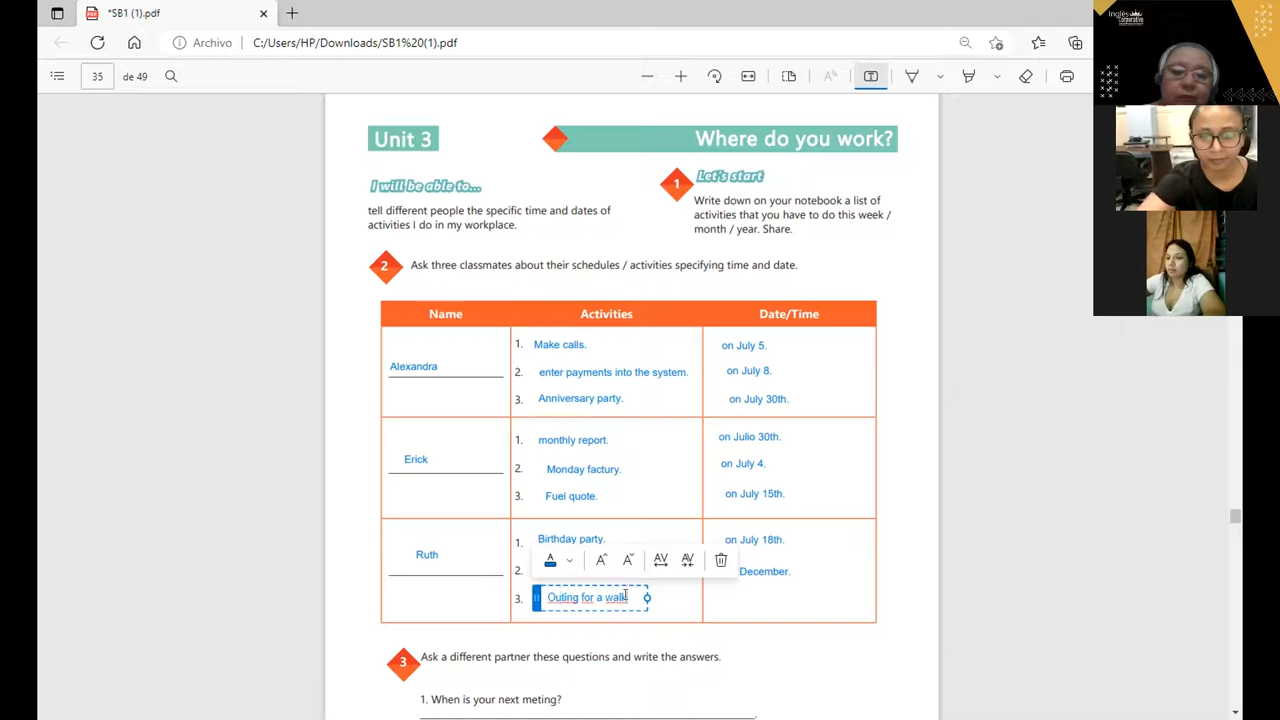 *SB1 (1).pdf
Archivo C:/Users/HP/Downloads/SB1%20(1).pdf
35 de 49
Inglés
Corporativo
Unit 3 Where do you work?
I will be able to...
tell different people the specific time and dates of
activities I do in my workplace.
1 Let's start
Write down on your notebook a list of
activities that you have to do this week /
month / year. Share.
2 Ask three classmates about their schedules / activities specifying time and date.
Name Activities Date/Time
Alexandra
1. Make calls. on July 5.
2. enter payments into the system. on July 8.
3. Anniversary party. on July 30th.
Erick
1. monthly report. on Julio 30th.
2. Monday factury. on July 4.
3. Fuel quote. on July 15th.
Ruth
1. Birthday party. on July 18th.
2. December.
3. Outing for a walk
3 Ask a different partner these questions and write the answers.
1. When is your next meting?